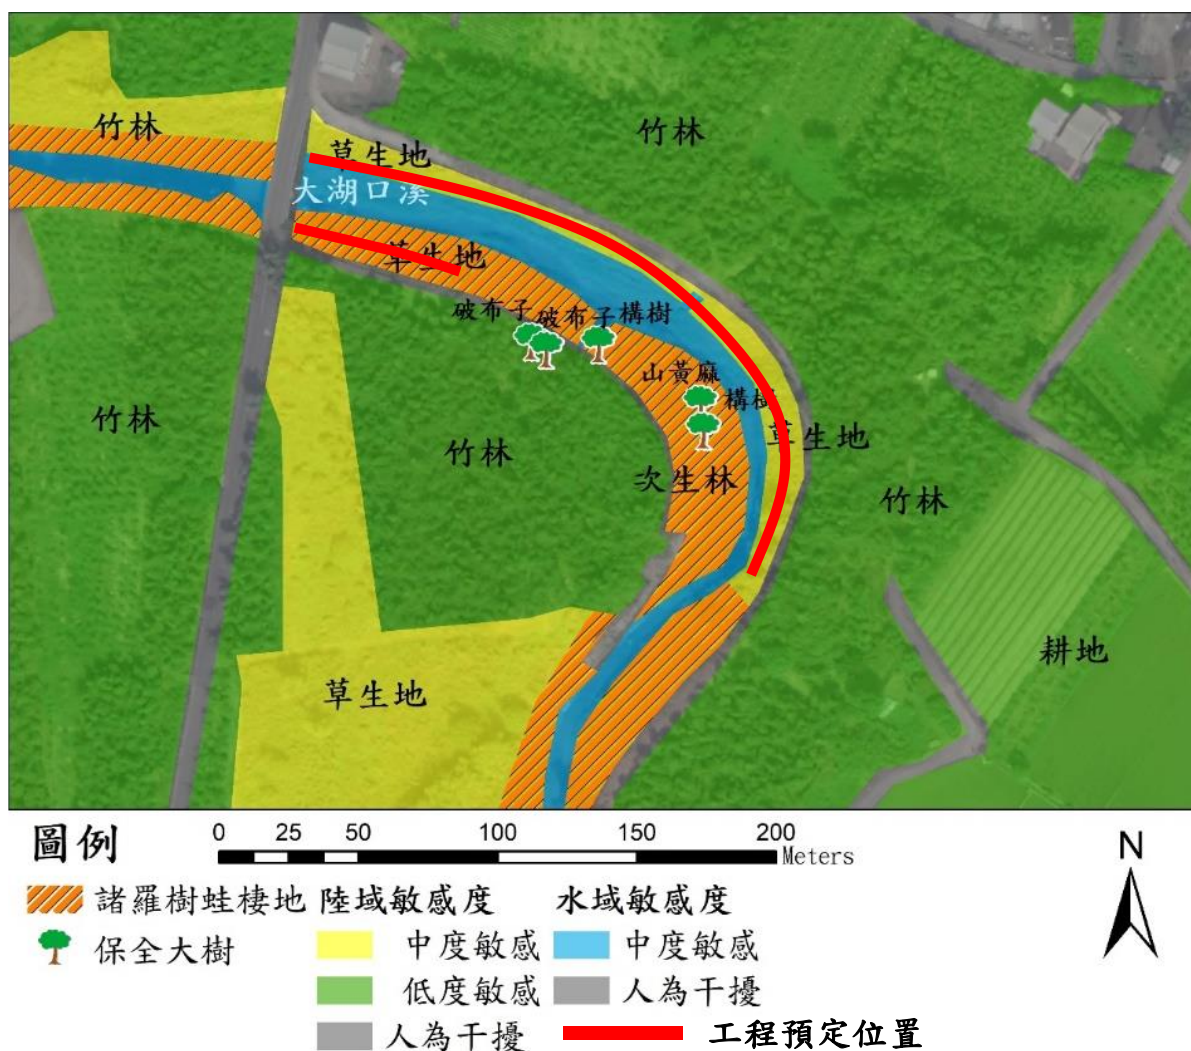 竹林
竹林
草生地
大湖口溪
草生地
破布子
破布子
構樹
山黃麻
構樹
竹林
竹林
草生地
次生林
竹林
耕地
草生地
圖例
0 25 50 100 150 200
Meters
N
諸羅樹蛙棲地 陸域敏感度 水域敏感度
保全大樹 中度敏感 中度敏感
低度敏感 人為干擾
人為干擾 工程預定位置